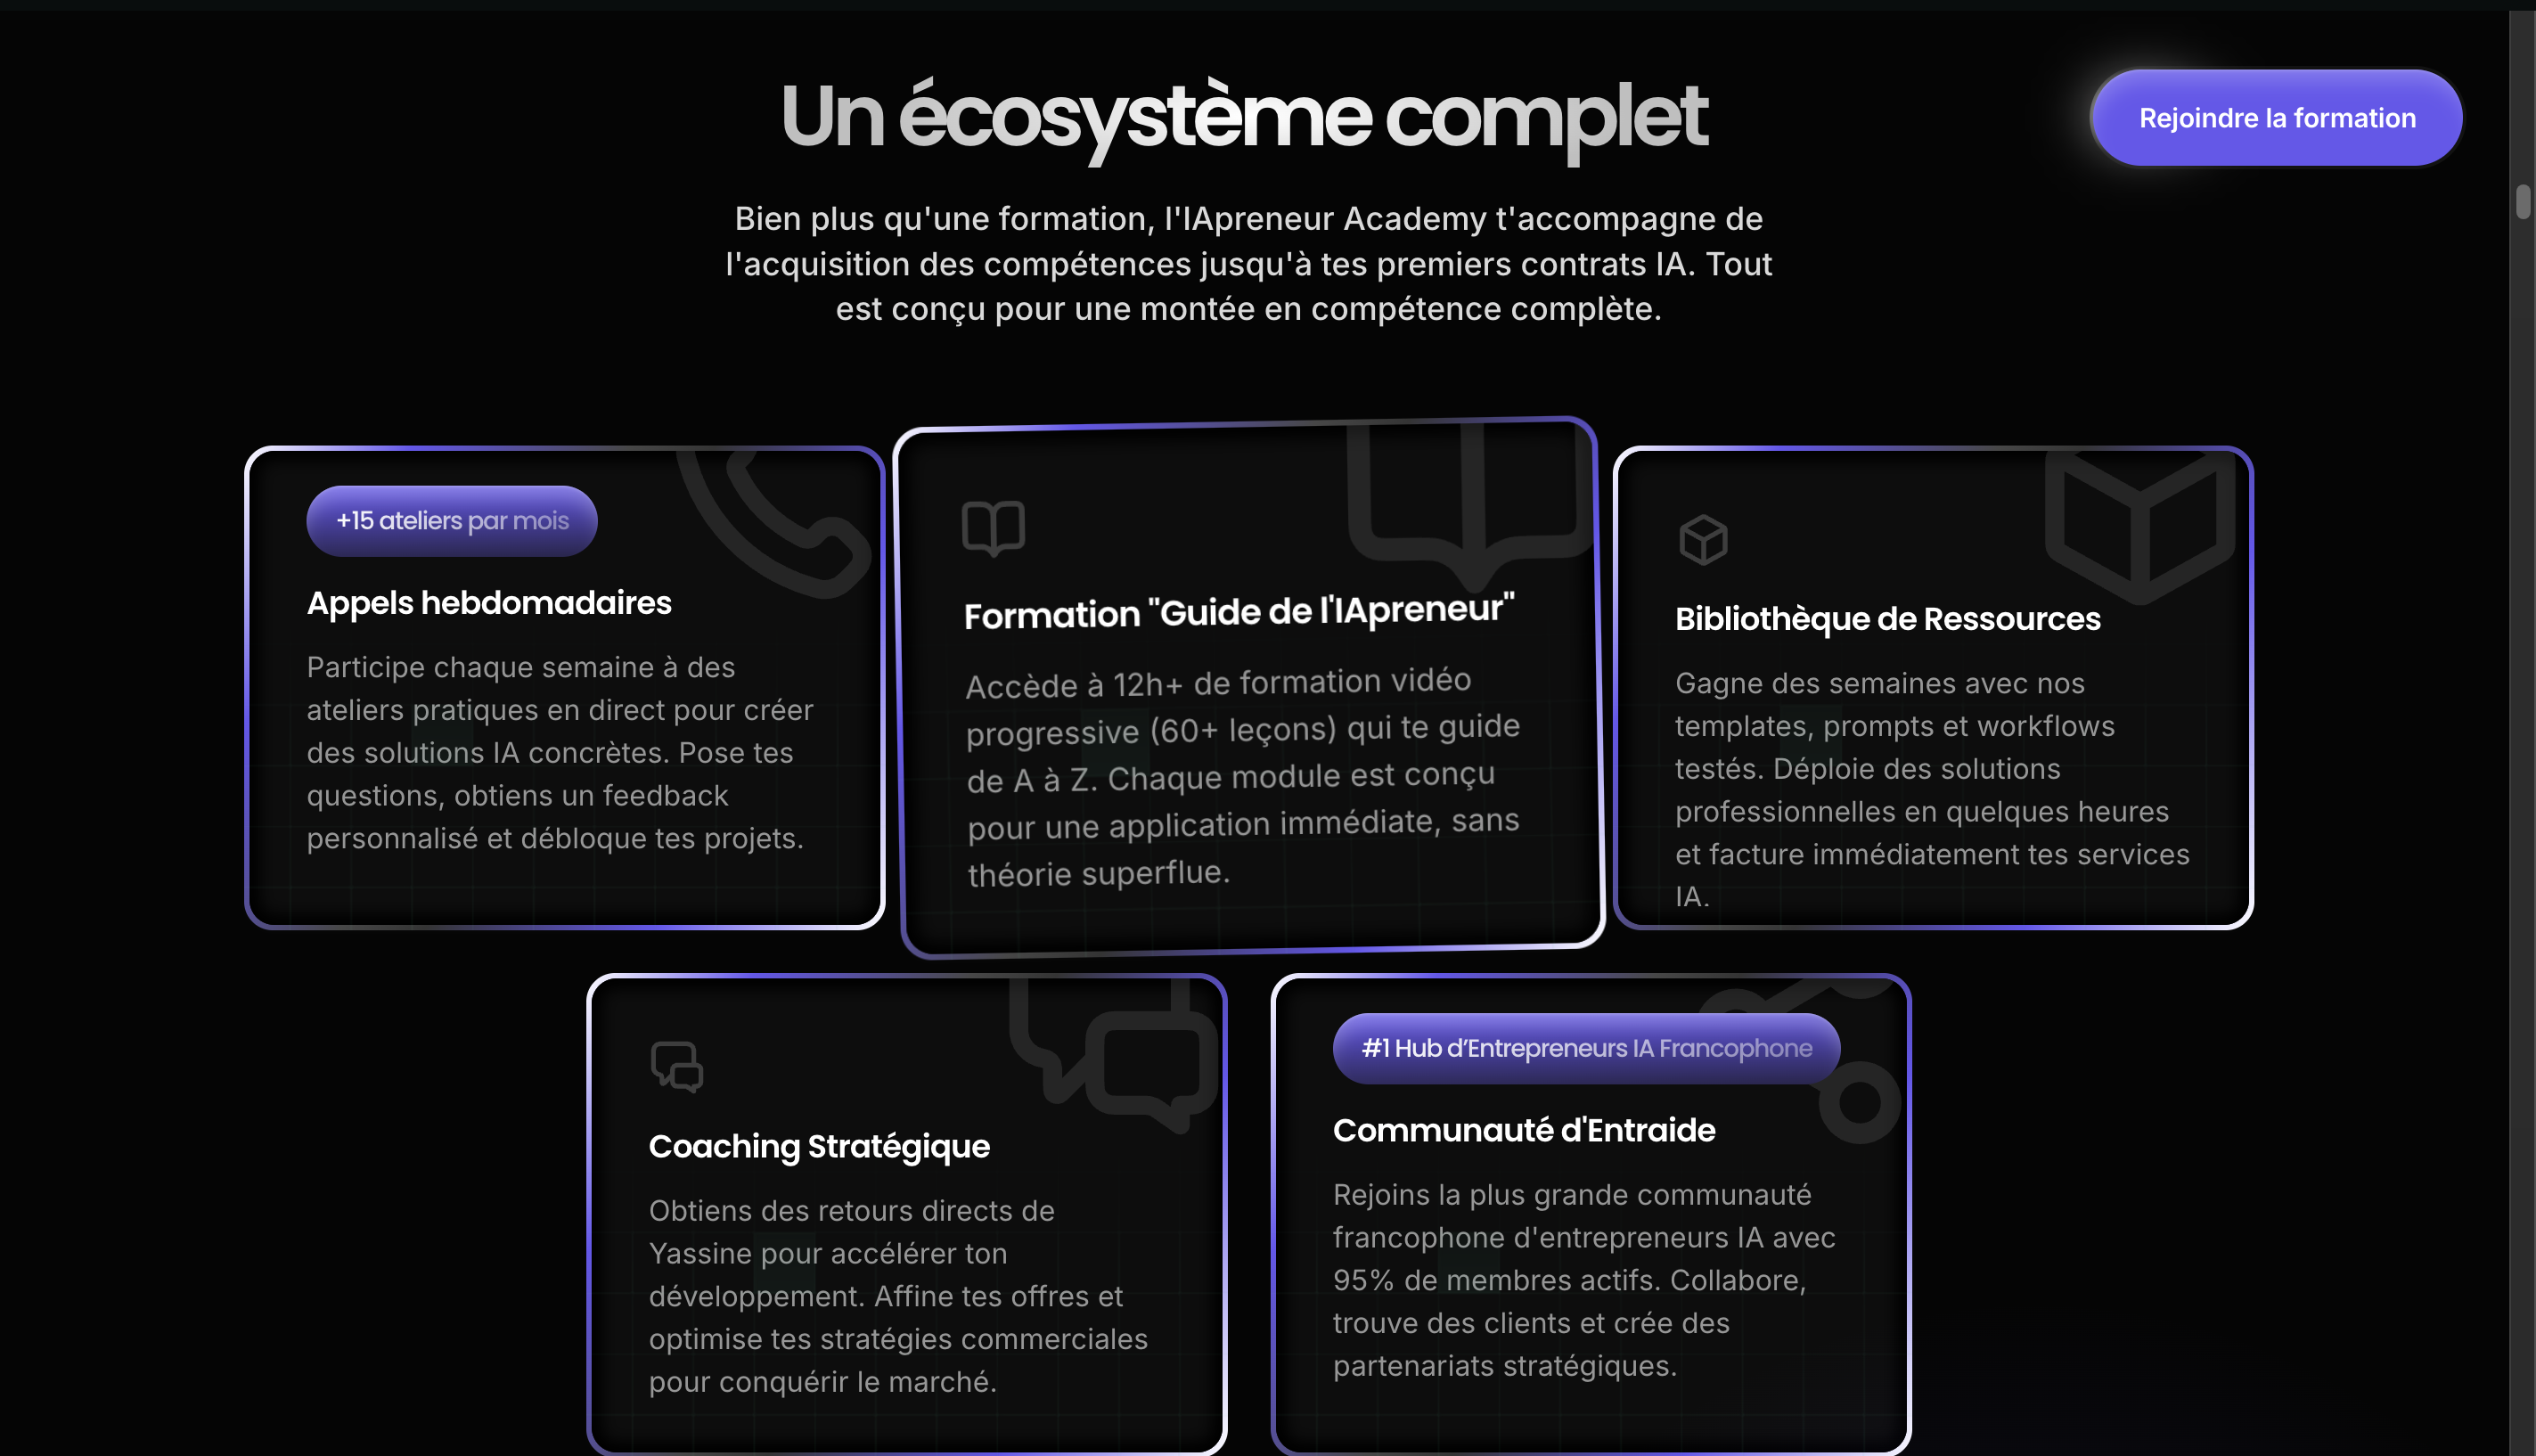 Un écosystème complet
Rejoindre la formation
Bien plus qu'une formation, l'IApreneur Academy t'accompagne de
l'acquisition des compétences jusqu'à tes premiers contrats IA. Tout
est conçu pour une montée en compétence complète.
+15 ateliers par mois
Appels hebdomadaires
Participe chaque semaine à des
ateliers pratiques en direct pour créer
des solutions IA concrètes. Pose tes
questions, obtiens un feedback
personnalisé et débloque tes projets.
Formation "Guide de l'IApreneur"
Accède à 12h+ de formation vidéo
progressive (60+ leçons) qui te guide
de A à Z. Chaque module est conçu
pour une application immédiate, sans
théorie superflue.
Bibliothèque de Ressources
Gagne des semaines avec nos
templates, prompts et workflows
testés. Déploie des solutions
professionnelles en quelques heures
et facture immédiatement tes services
IA.
Coaching Stratégique
Obtiens des retours directs de
Yassine pour accélérer ton
développement. Affine tes offres et
optimise tes stratégies commerciales
pour conquérir le marché.
#1 Hub d’Entrepreneurs IA Francophone
Communauté d'Entraide
Rejoins la plus grande communauté
francophone d'entrepreneurs IA avec
95% de membres actifs. Collabore,
trouve des clients et crée des
partenariats stratégiques.